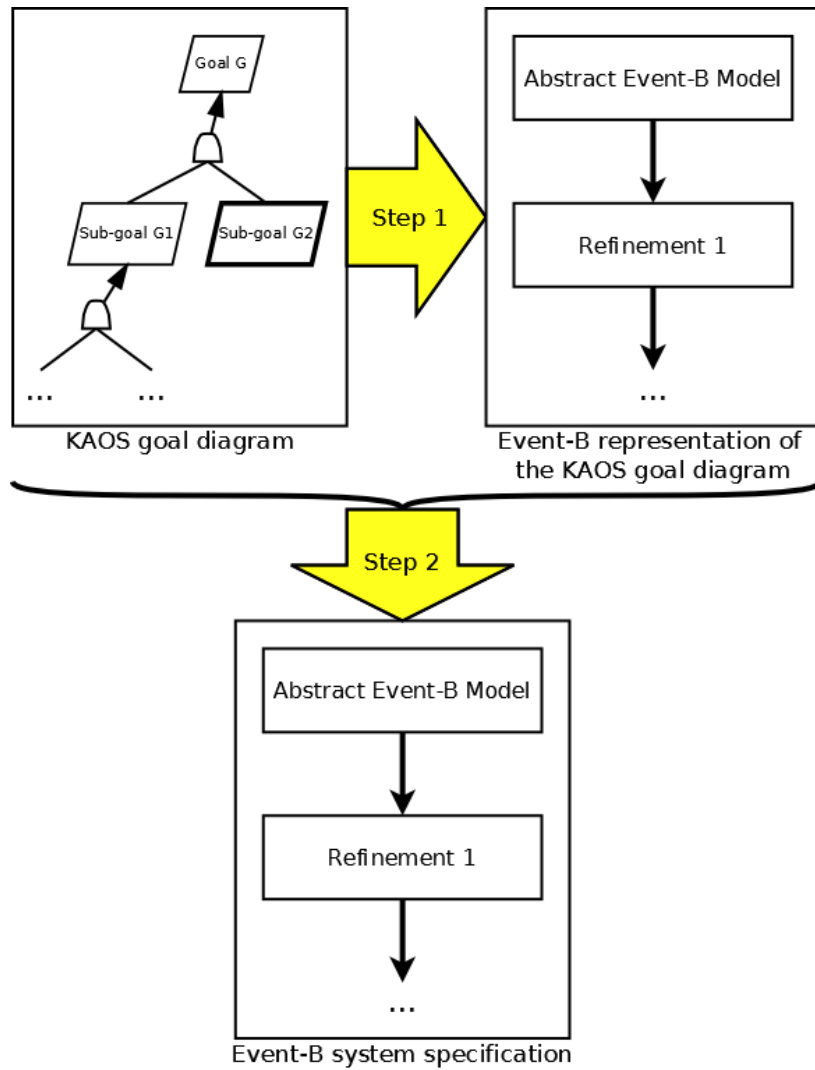 Goal G
Sub-goal G1
Sub-goal G2
...
...
KAOS goal diagram
Step 1
Abstract Event-B Model
Refinement 1
...
Event-B representation of
the KAOS goal diagram
Step 2
Abstract Event-B Model
Refinement 1
...
Event-B system specification